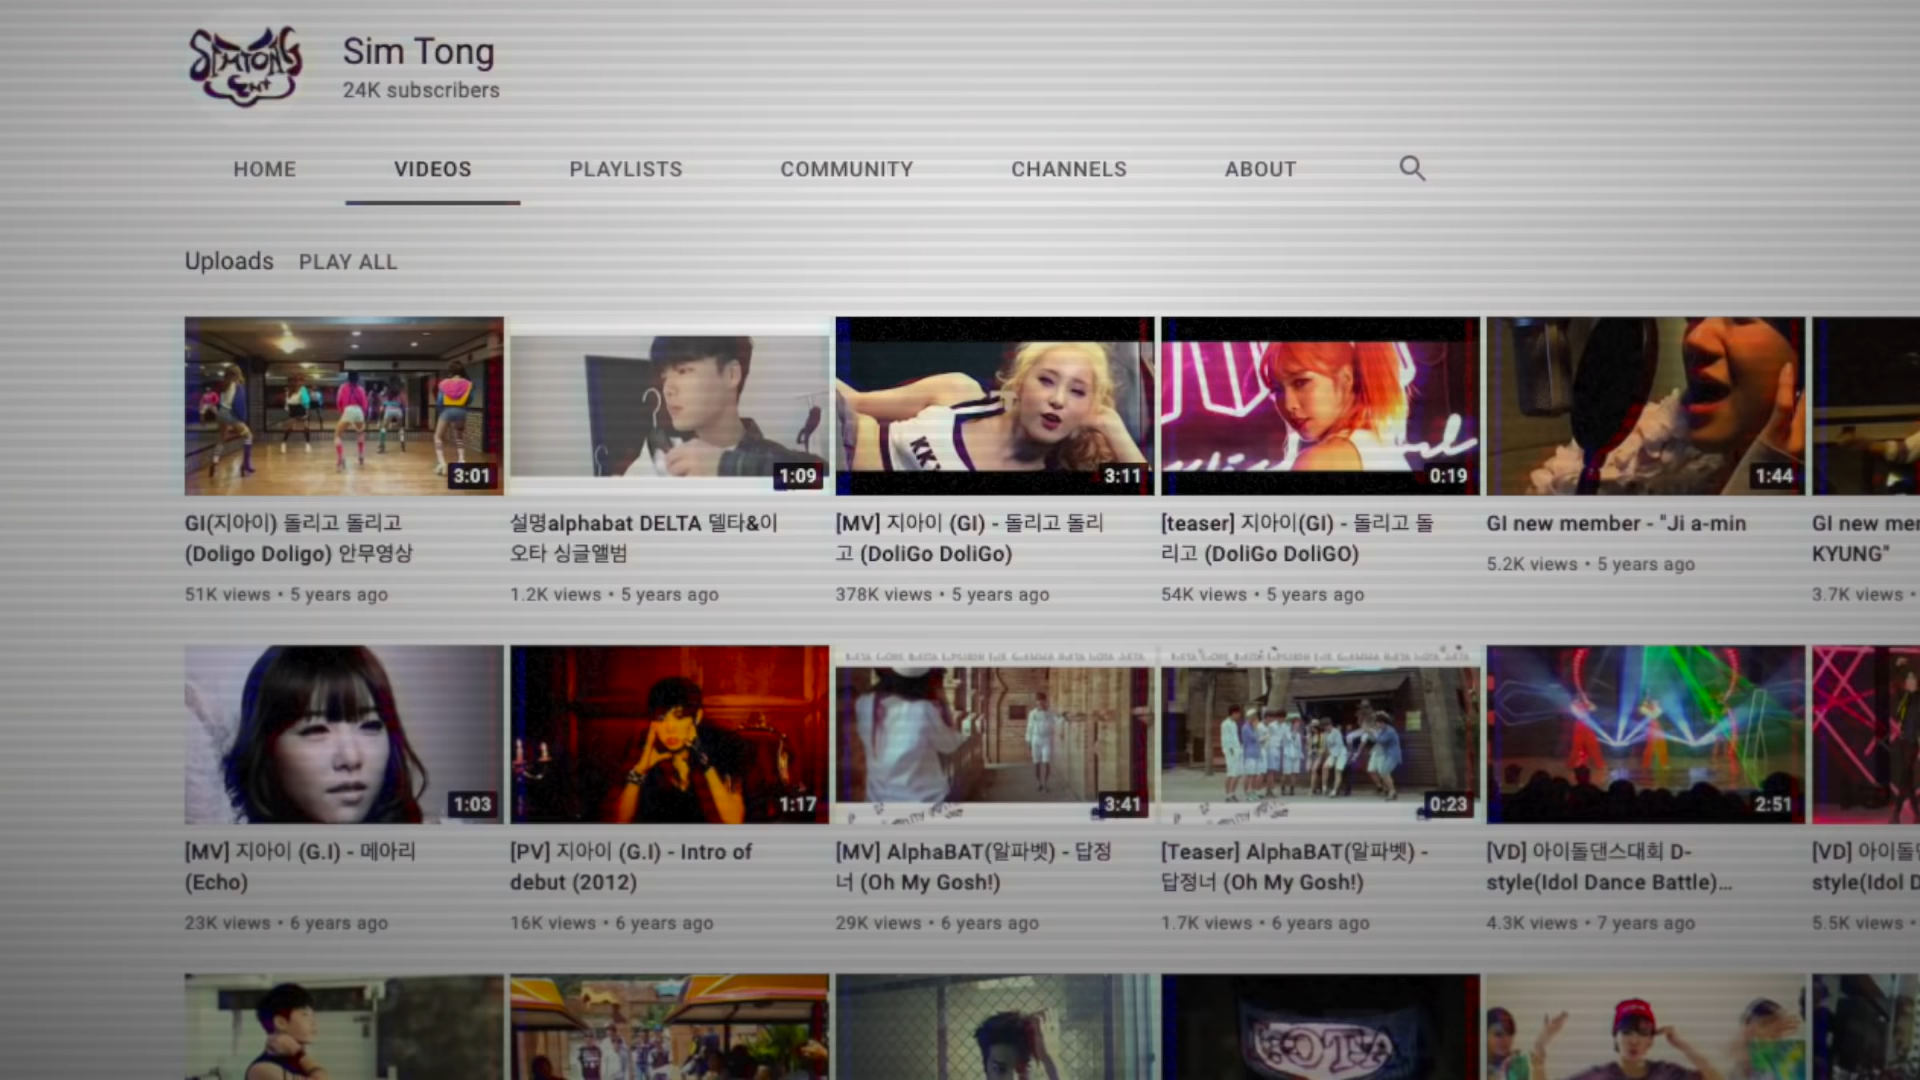 SIMTONG
ENT
Sim Tong
24K subscribers
HOME VIDEOS PLAYLISTS COMMUNITY CHANNELS ABOUT
Uploads PLAY ALL
KK
3:01 1:09 3:11 0:19 1:44
GI(지아이) 돌리고 돌리고
(Doligo Doligo) 안무영상
51K views • 5 years ago
설명alphabat DELTA 델타&이
오타 싱글앨범
1.2K views • 5 years ago
[MV] 지아이 (GI) - 돌리고 돌리
고 (DoliGo DoliGo)
378K views • 5 years ago
[teaser] 지아이(GI) - 돌리고 돌
리고 (DoliGo DoliGO)
54K views • 5 years ago
GI new member - "Ji a-min
5.2K views • 5 years ago
GI new
KYUNG"
3.7K views •
1:03 1:17 3:41 0:23 2:51
[MV] 지아이 (G.I) - 메아리
(Echo)
23K views • 6 years ago
[PV] 지아이 (G.I) - Intro of
debut (2012)
16K views • 6 years ago
[MV] AlphaBAT(알파벳) - 답정
너 (Oh My Gosh!)
29K views • 6 years ago
[Teaser] AlphaBAT(알파벳) -
답정너 (Oh My Gosh!)
1.7K views • 6 years ago
[VD] 아이돌댄스대회 D-
style(Idol Dance Battle)...
4.3K views • 7 years ago
[VD] 아이돌
style(Idol D
5.5K views •
IOTA